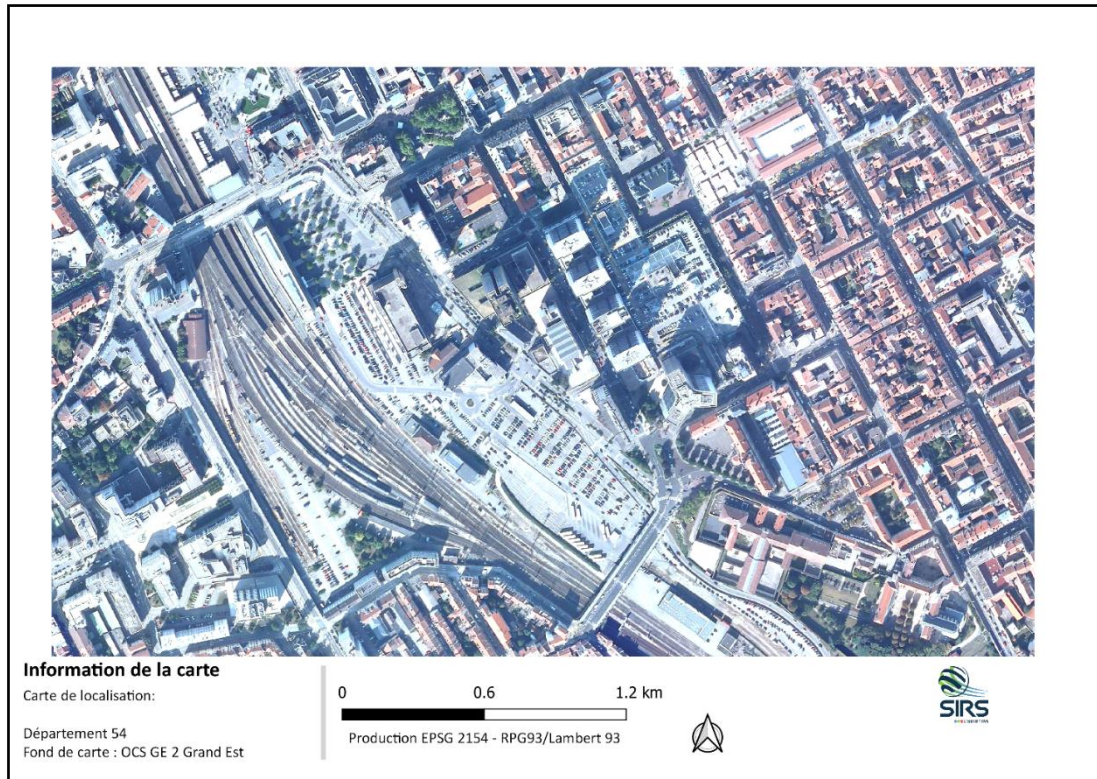 Information de la carte
Carte de localisation:
Département 54
Fond de carte : OCS GE 2 Grand Est
0 0.6 1.2 km
Production EPSG 2154 - RPG93/Lambert 93
SIRS